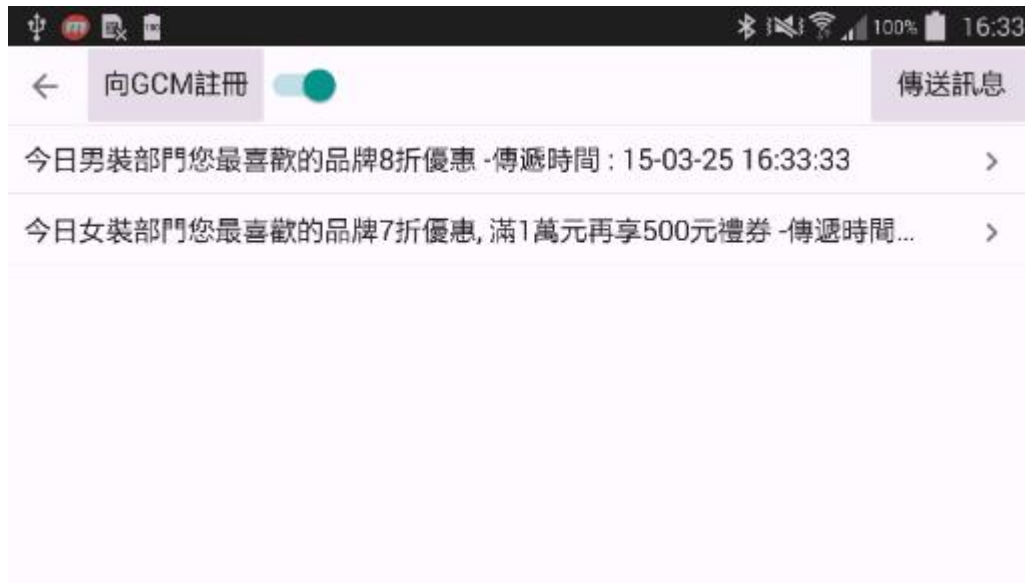 100% 16:33
向GCM註冊 傳送訊息
今日男裝部門您最喜歡的品牌8折優惠 -傳遞時間 : 15-03-25 16:33:33
今日女裝部門您最喜歡的品牌7折優惠, 滿1萬元再享500元禮券 -傳遞時間...